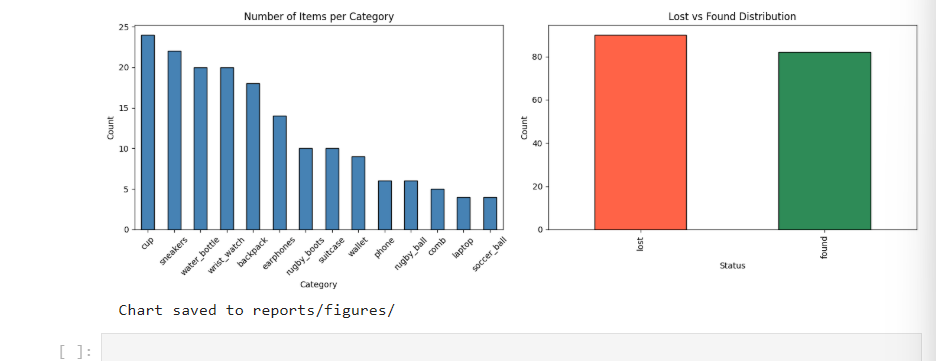 Number of Items per Category
25
20
15
10
5
0
Count
cup
sneakers
water_bottle
wrist_watch
backpack
earphones
rugby_boots
suitcase
wallet
phone
rugby_ball
comb
laptop
soccer_ball
Category
Lost vs Found Distribution
80
60
40
20
0
Count
lost
found
Status
Chart saved to reports/figures/
[ ]: